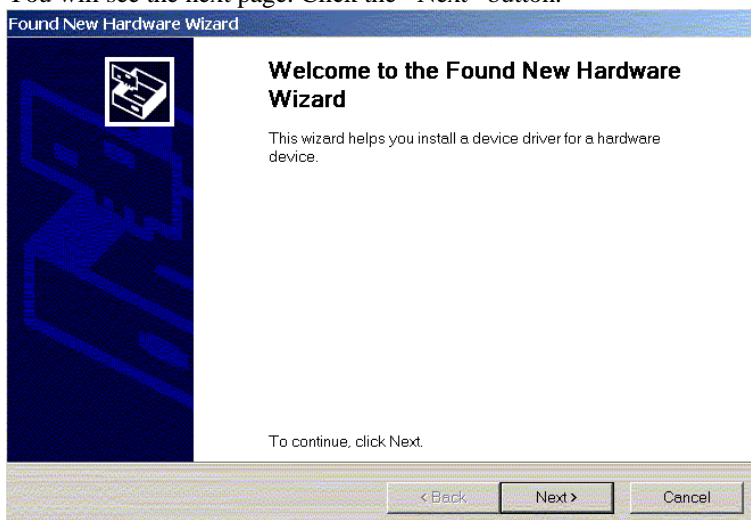 You will see the next page. Click the "Next" button.
Found New Hardware Wizard
Welcome to the Found New Hardware
Wizard
This wizard helps you install a device driver for a hardware
device.
To continue, click Next.
< Back
Next >
Cancel